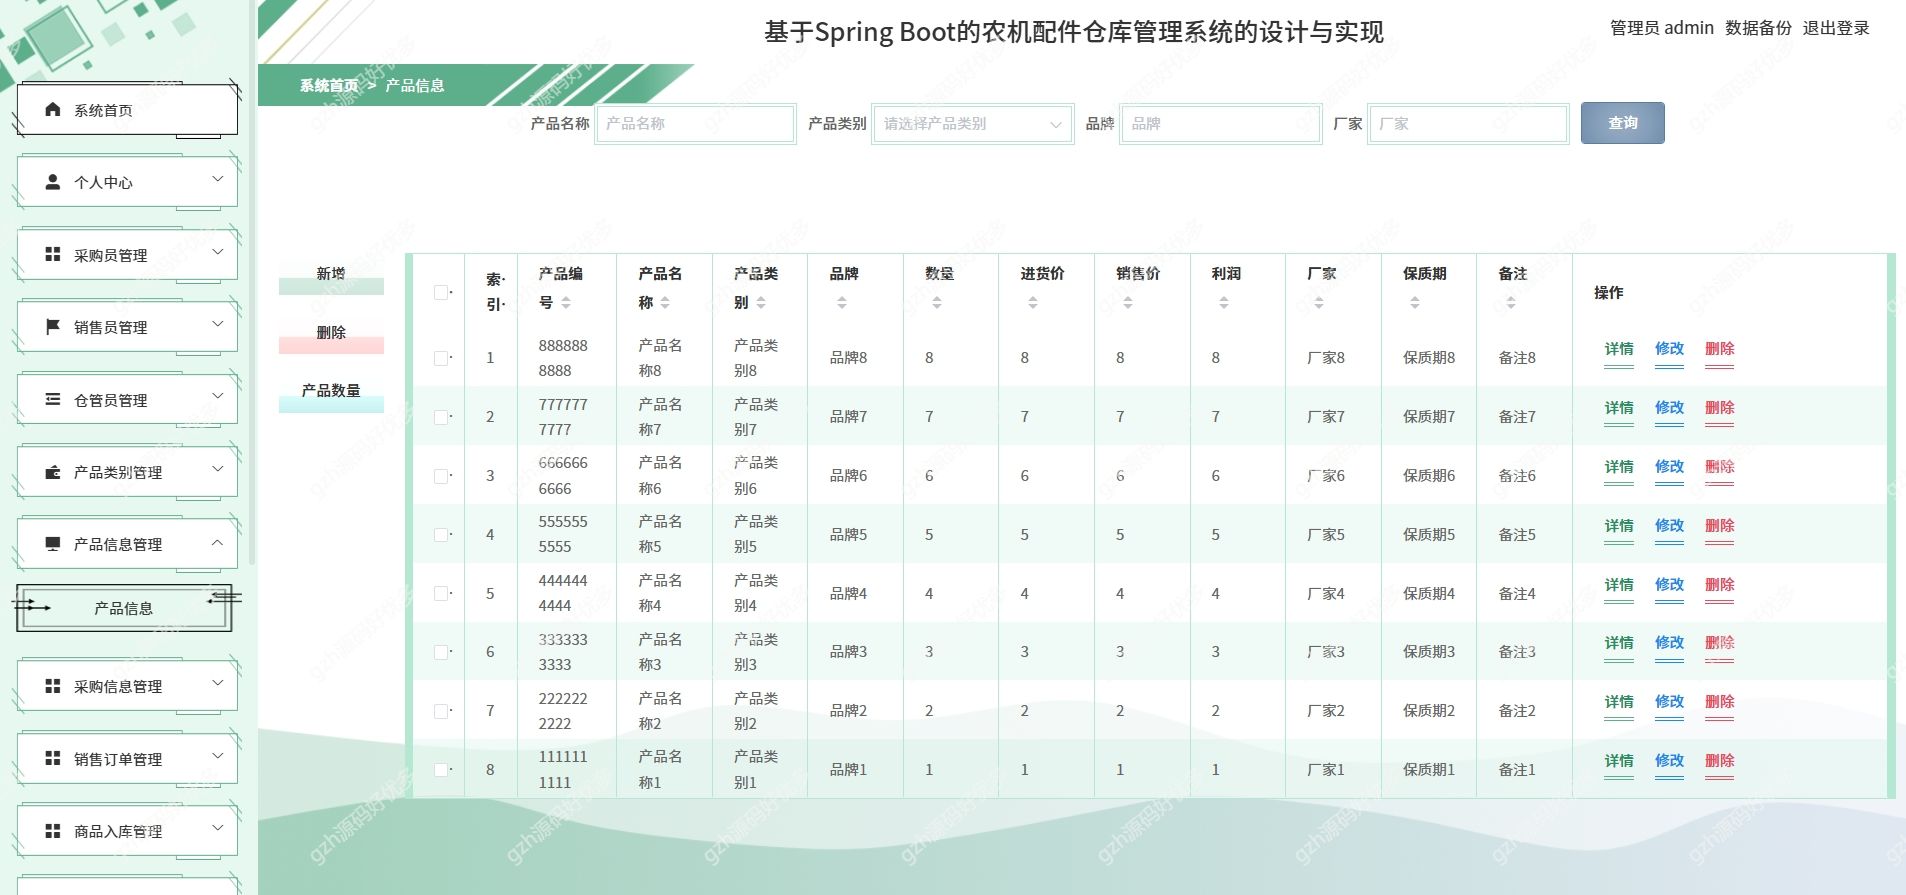 基于Spring Boot的农机配件仓库管理系统的设计与实现
管理员 admin 数据备份 退出登录
系统首页 > 产品信息
产品名称 产品名称 产品类别 请选择产品类别 品牌 品牌 厂家 厂家 查询
系统首页
个人中心
采购员管理
销售员管理
仓管员管理
产品类别管理
产品信息管理
产品信息
采购信息管理
销售订单管理
商品入库管理
新增
删除
产品数量
索引 产品编号 产品名称 产品类别 品牌 数量 进货价 销售价 利润 厂家 保质期 备注 操作
1 8888888888 产品名称8 产品类别8 品牌8 8 8 8 8 厂家8 保质期8 备注8 详情 修改 删除
2 7777777777 产品名称7 产品类别7 品牌7 7 7 7 7 厂家7 保质期7 备注7 详情 修改 删除
3 6666666666 产品名称6 产品类别6 品牌6 6 6 6 6 厂家6 保质期6 备注6 详情 修改 删除
4 5555555555 产品名称5 产品类别5 品牌5 5 5 5 5 厂家5 保质期5 备注5 详情 修改 删除
5 4444444444 产品名称4 产品类别4 品牌4 4 4 4 4 厂家4 保质期4 备注4 详情 修改 删除
6 3333333333 产品名称3 产品类别3 品牌3 3 3 3 3 厂家3 保质期3 备注3 详情 修改 删除
7 2222222222 产品名称2 产品类别2 品牌2 2 2 2 2 厂家2 保质期2 备注2 详情 修改 删除
8 1111111111 产品名称1 产品类别1 品牌1 1 1 1 1 厂家1 保质期1 备注1 详情 修改 删除
gzh源码好优多